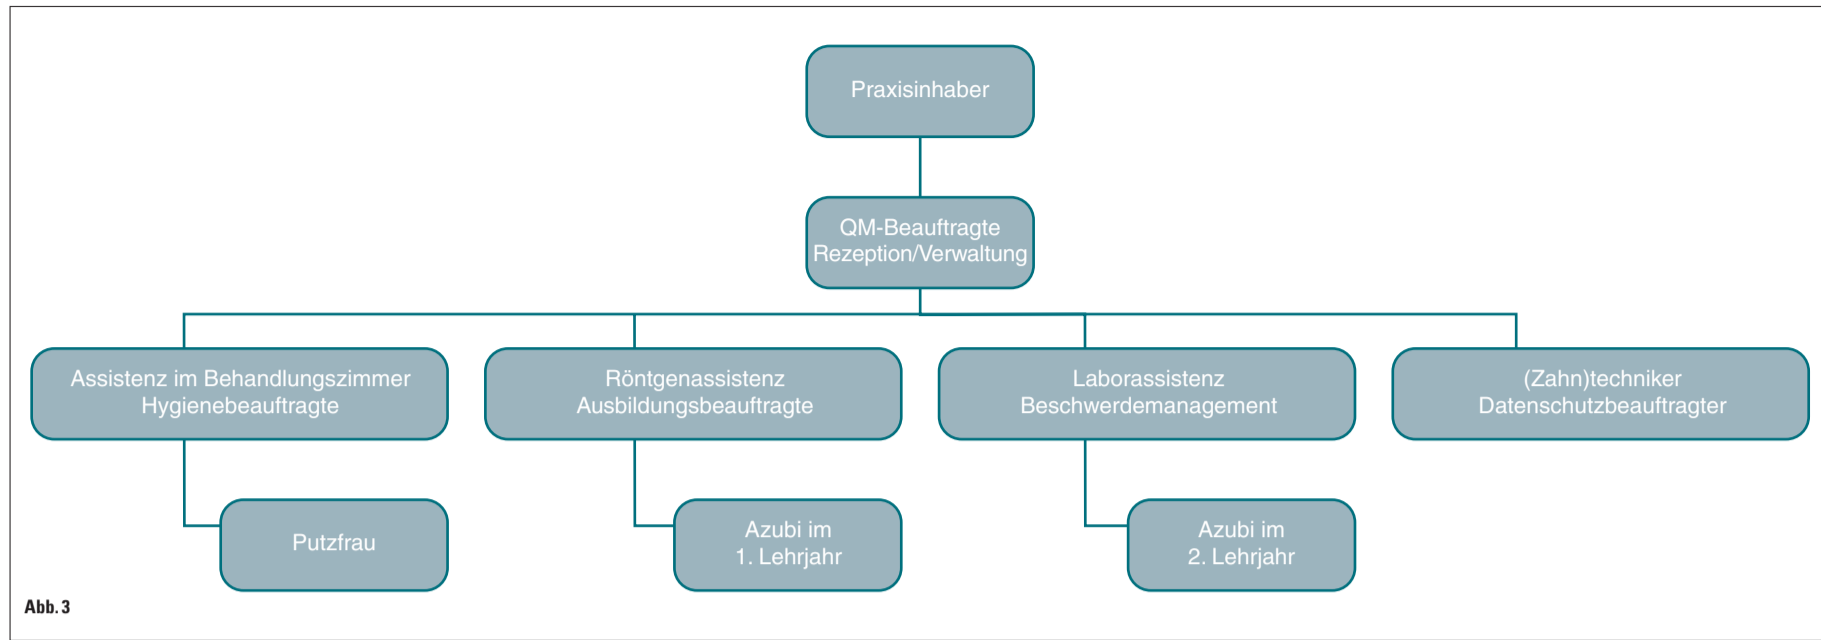 Praxisinhaber
QM-Beauftragte
Rezeption/Verwaltung
Assistenz im Behandlungszimmer
Hygienebeauftragte
Röntgenassistenz
Ausbildungsbeauftragte
Laborassistenz
Beschwerdemanagement
(Zahn)techniker
Datenschutzbeauftragter
Putzfrau
Azubi im
1. Lehrjahr
Azubi im
2. Lehrjahr
Abb. 3